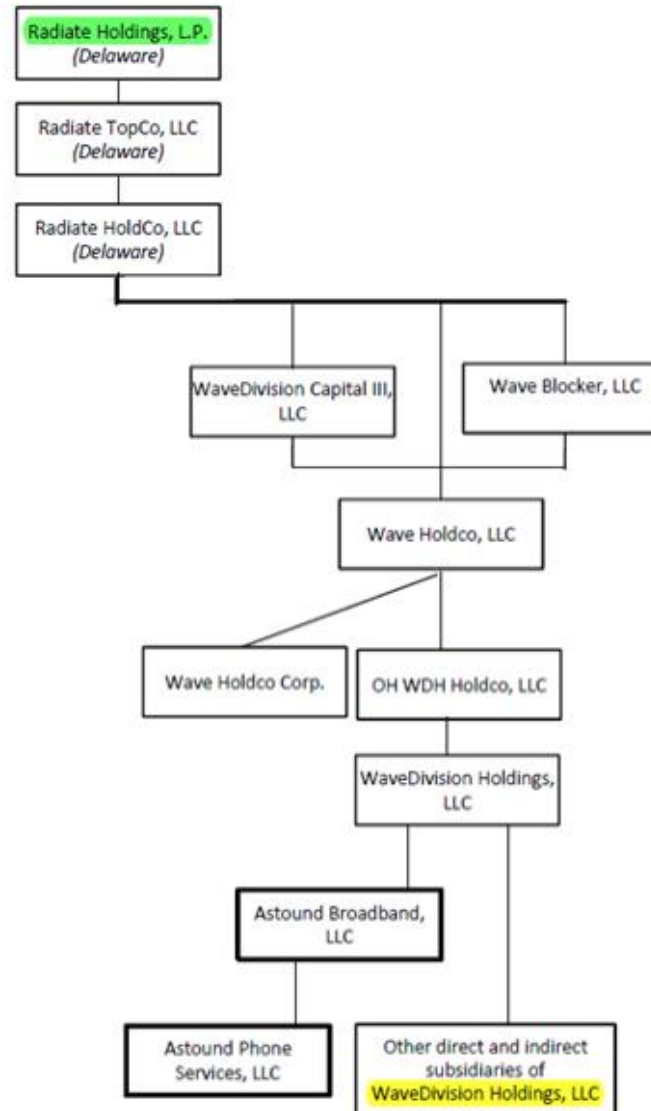 Radiate Holdings, L.P.
(Delaware)
Radiate TopCo, LLC
(Delaware)
Radiate HoldCo, LLC
(Delaware)
WaveDivision Capital III,
LLC
Wave Blocker, LLC
Wave Holdco, LLC
Wave Holdco Corp.
OH WDH Holdco, LLC
WaveDivision Holdings,
LLC
Astound Broadband,
LLC
Astound Phone
Services, LLC
Other direct and indirect
subsidiaries of
WaveDivision Holdings, LLC